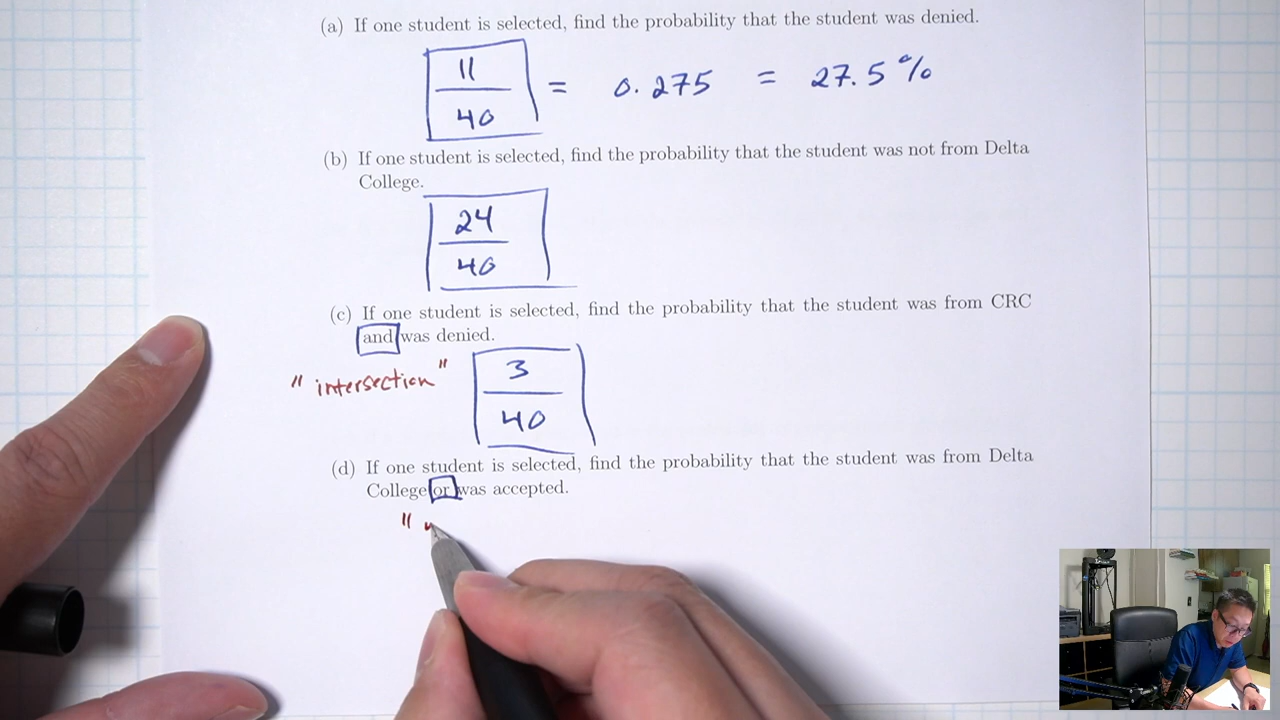 (a) If one student is selected, find the probability that the student was denied.
11
40
= 0.275 = 27.5%
(b) If one student is selected, find the probability that the student was not from Delta
College.
24
40
(c) If one student is selected, find the probability that the student was from CRC
and was denied.
" intersection "
3
40
(d) If one student is selected, find the probability that the student was from Delta
College or was accepted.
"